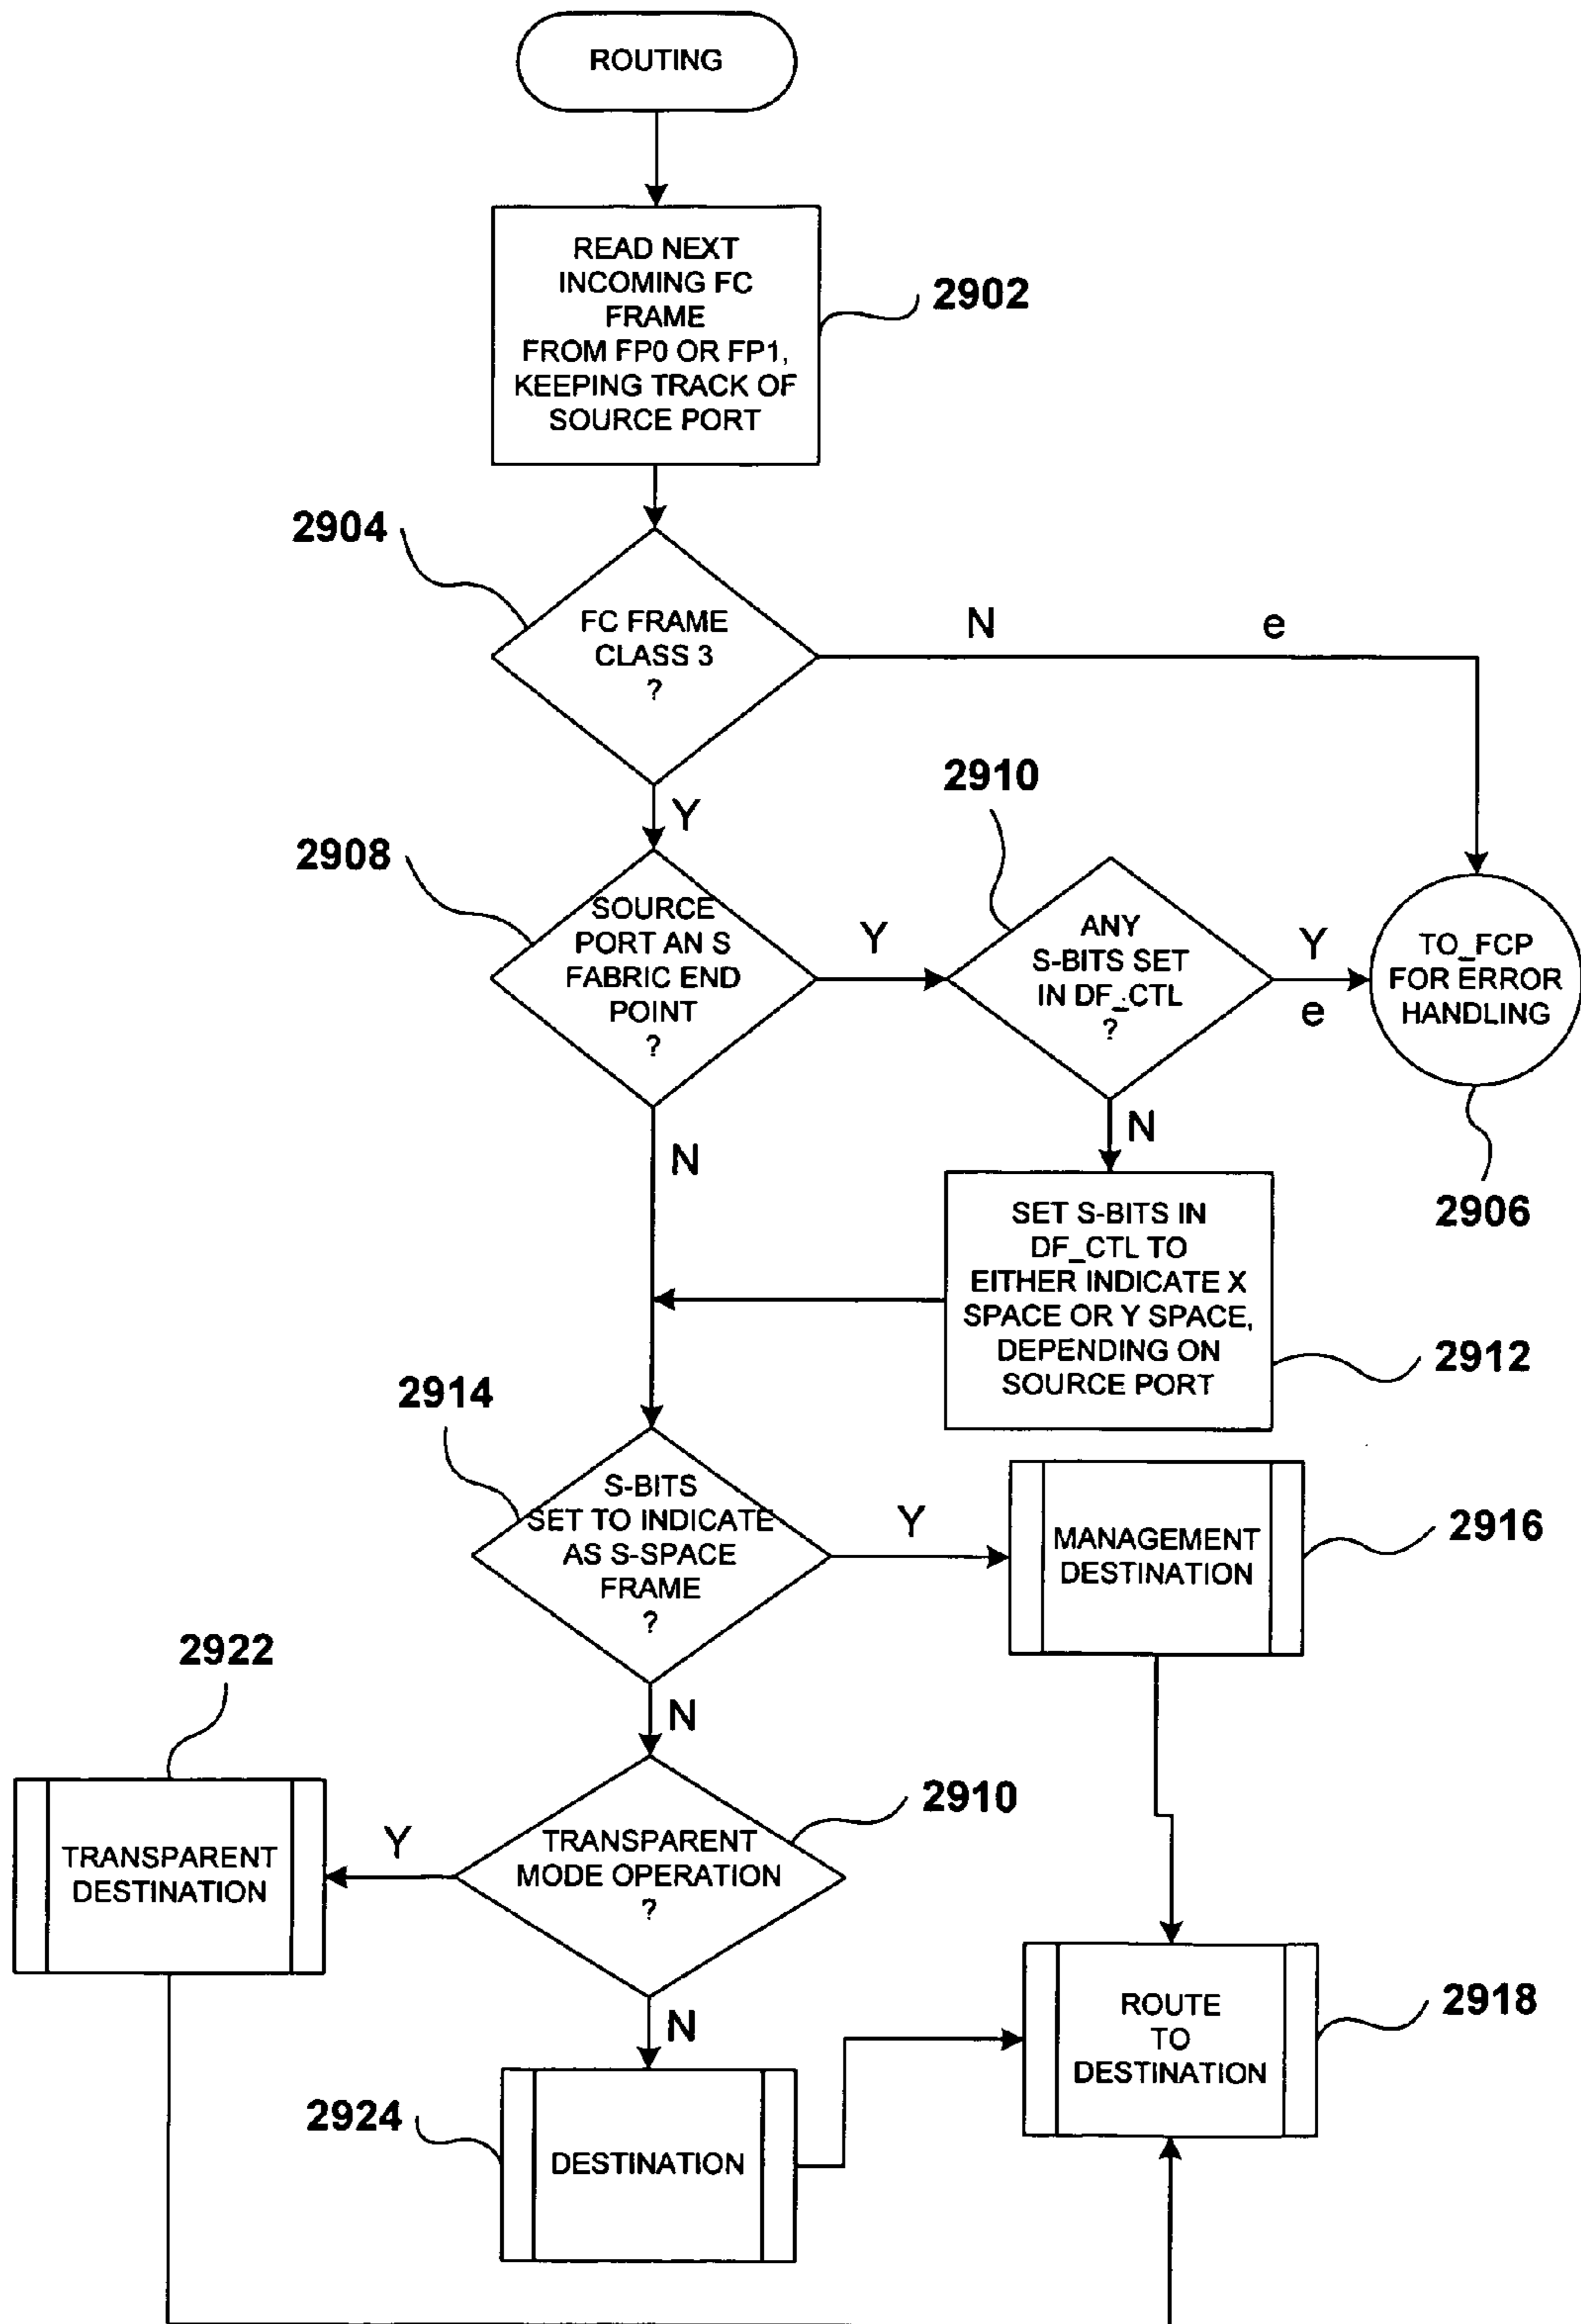 ROUTING
READ NEXT
INCOMING FC
FRAME
FROM FP0 OR FP1,
KEEPING TRACK OF
SOURCE PORT
2902
2904
FC FRAME
CLASS 3
?
N
e
Y
2908
SOURCE
PORT AN S
FABRIC END
POINT
?
Y
N
2910
ANY
S-BITS SET
IN DF_CTL
?
Y
e
N
TO_FCP
FOR ERROR
HANDLING
2906
SET S-BITS IN
DF_CTL TO
EITHER INDICATE X
SPACE OR Y SPACE,
DEPENDING ON
SOURCE PORT
2912
2914
S-BITS
SET TO INDICATE
AS S-SPACE
FRAME
?
Y
N
MANAGEMENT
DESTINATION
2916
2922
TRANSPARENT
DESTINATION
Y
TRANSPARENT
MODE OPERATION
?
2910
N
2924
DESTINATION
ROUTE
TO
DESTINATION
2918